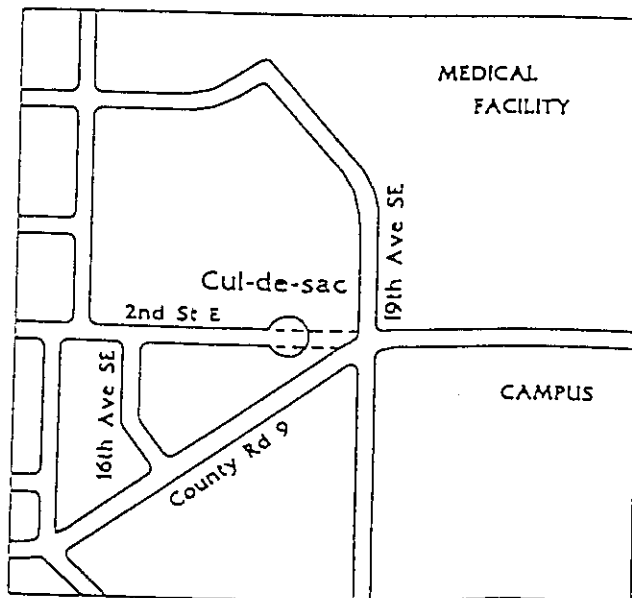 MEDICAL
FACILITY
19th Ave SE
Cul-de-sac
2nd St E
16th Ave SE
CAMPUS
County Rd 9